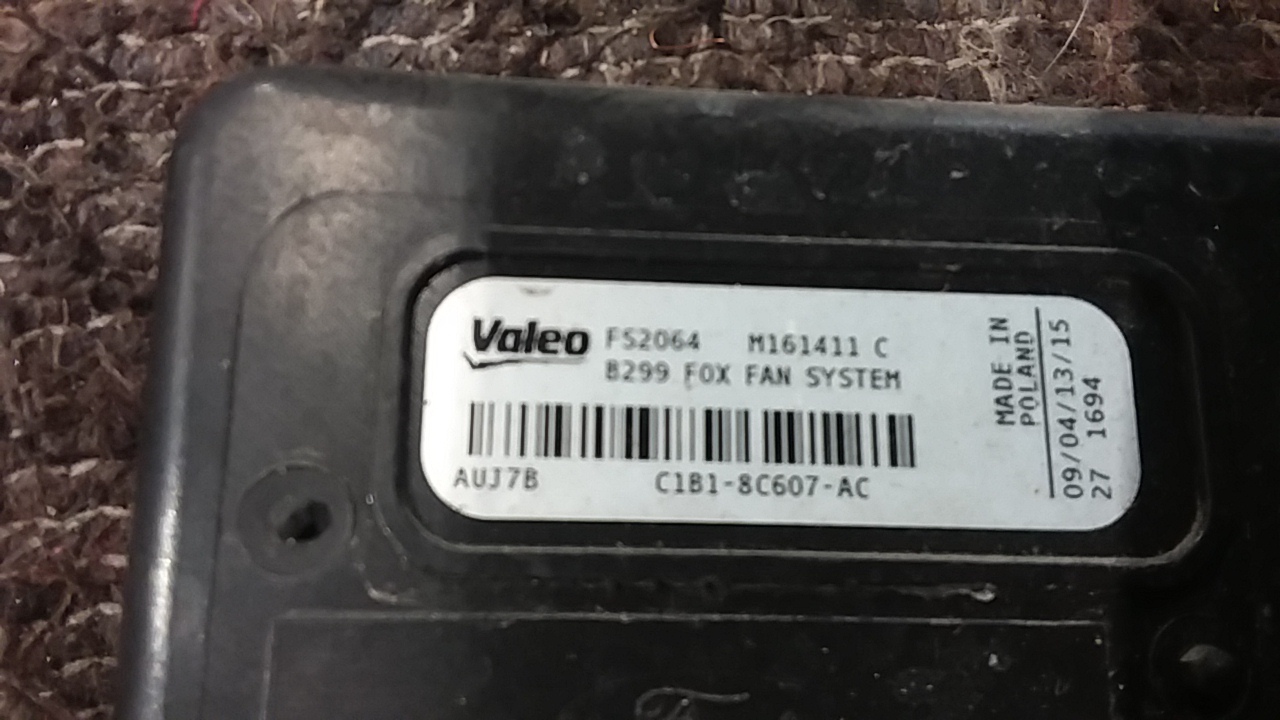 Valeo FS2064 M161411 C
B299 FOX FAN SYSTEM
AUJ7B C1B1-8C607-AC
MADE IN
POLAND
09/04/13/15
27 1694